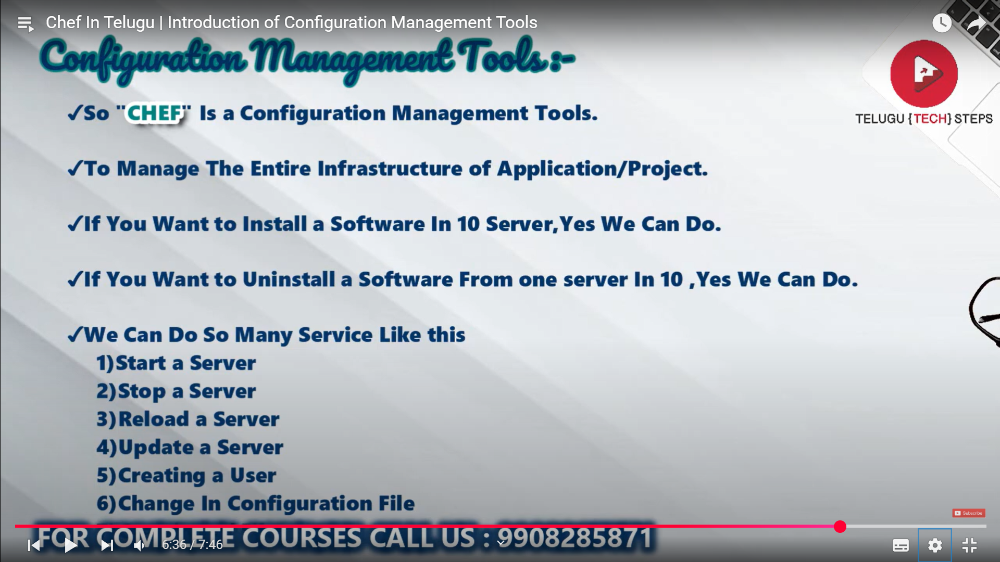 Chef In Telugu | Introduction of Configuration Management Tools
Configuration Management Tools :-
✓So "CHEF" Is a Configuration Management Tools.
TELUGU {TECH} STEPS
✓To Manage The Entire Infrastructure of Application/Project.
✓If You Want to Install a Software In 10 Server,Yes We Can Do.
✓If You Want to Uninstall a Software From one server In 10 ,Yes We Can Do.
✓We Can Do So Many Service Like this
1)Start a Server
2)Stop a Server
3)Reload a Server
4)Update a Server
5)Creating a User
6)Change In Configuration File
Subscribe
FOR COMPLETE COURSES CALL US : 9908285871
6:36 / 7:46